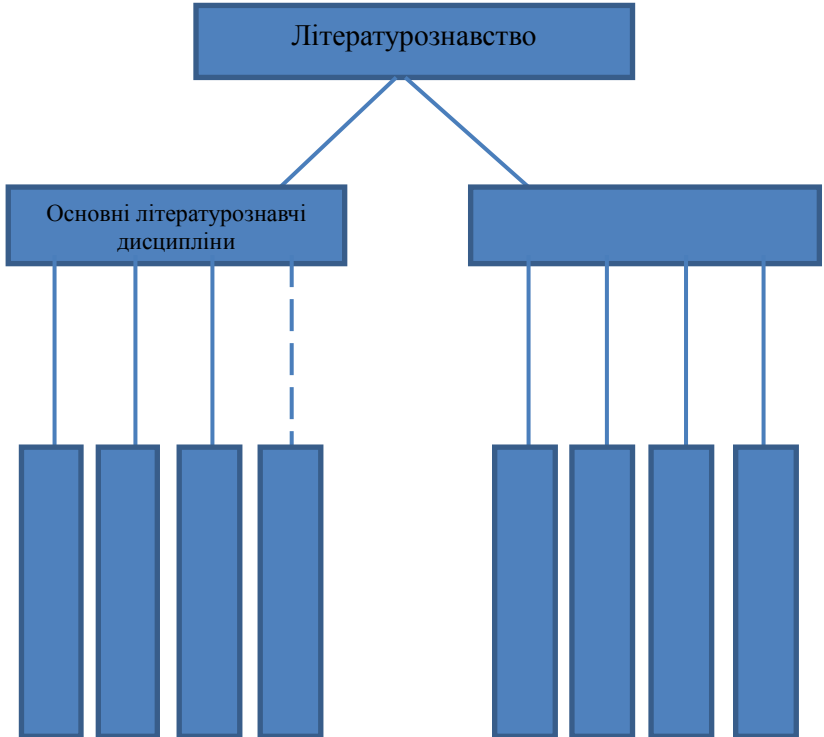 Літературознавство
Основні літературознавчі
дисципліни